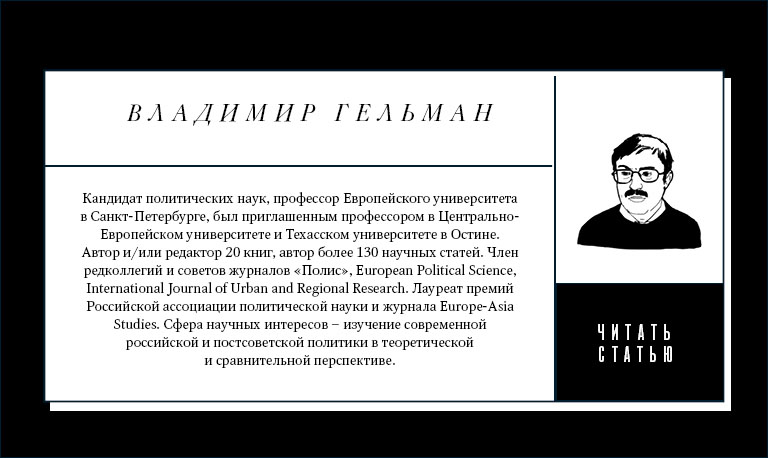 ВЛАДИМИР ГЕЛЬМАН
Кандидат политических наук, профессор Европейского университета
в Санкт-Петербурге, был приглашенным профессором в Центрально-
Европейском университете и Техасском университете в Остине.
Автор и/или редактор 20 книг, автор более 130 научных статей. Член
редколлегий и советов журналов «Полис», European Political Science,
International Journal of Urban and Regional Research. Лауреат премий
Российской ассоциации политической науки и журнала Europe-Asia
Studies. Сфера научных интересов – изучение современной
российской и постсоветской политики в теоретической
и сравнительной перспективе.
ЧИТАТЬ
СТАТЬЮ